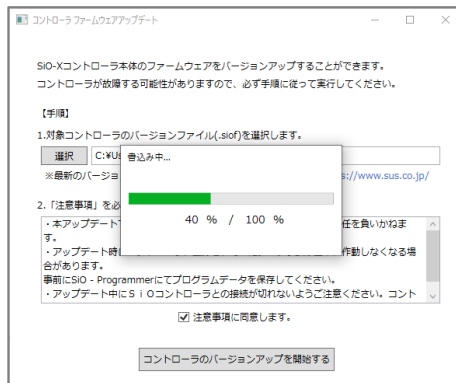 コントローラ ファームウェアアップデート
SiO-Xコントローラ本体のファームウェアをバージョンアップすることができます。
コントローラが故障する可能性がありますので、必ず手順に従って実行してください。
【手順】
1.対象コントローラのバージョンファイル(.siof)を選択します。
選択 C:¥Us
書込み中...
※最新のバージョ s://www.sus.co.jp/
40 % / 100 %
2.「注意事項」を必
・本アップデートで 任を負いかねま
す。
・アップデート時に 作動しなくなる場
合があります。
事前にSiO - Programmerにてプログラムデータを保存してください。
・アップデート中にＳｉＯコントローラとの接続が切れないようご注意ください。コント
注意事項に同意します。
コントローラのバージョンアップを開始する